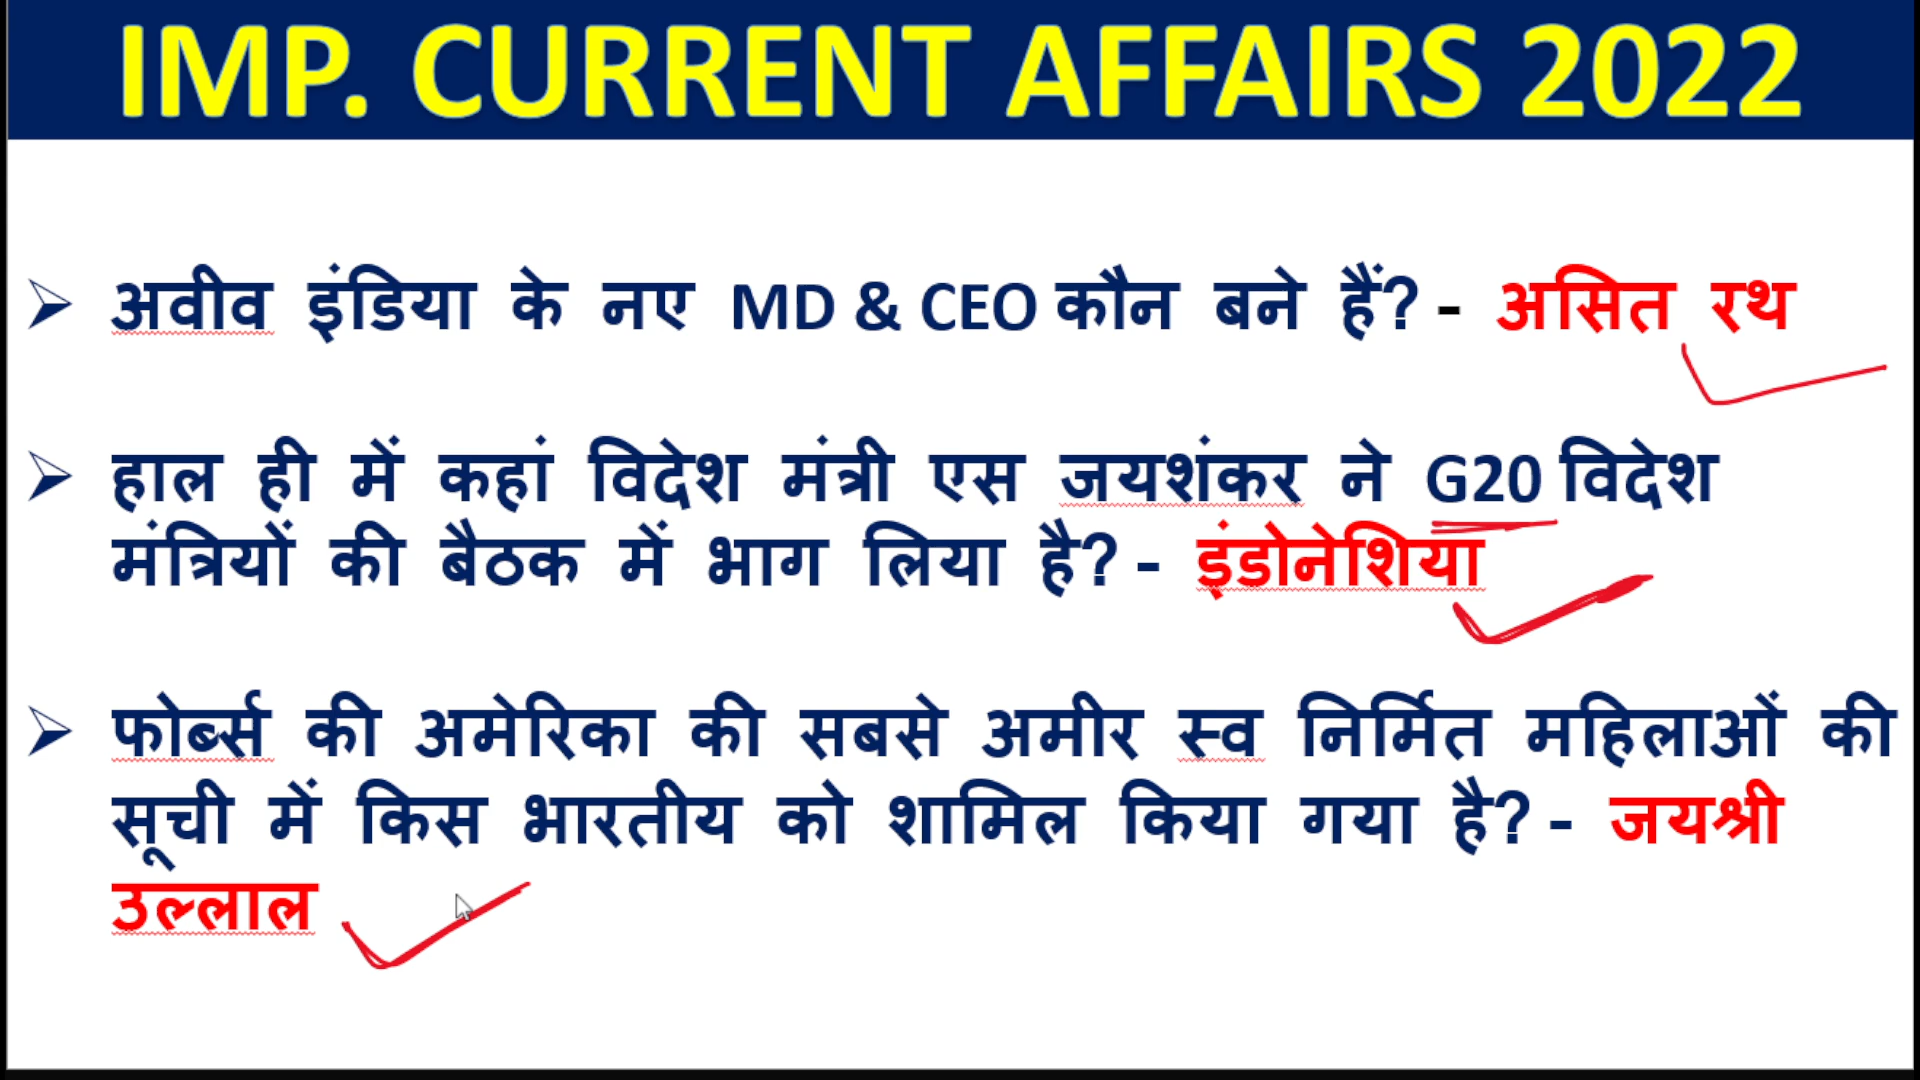 IMP. CURRENT AFFAIRS 2022
➢ अवीव इंडिया के नए MD & CEO कौन बने हैं? - असित रथ
➢ हाल ही में कहां विदेश मंत्री एस जयशंकर ने G20 विदेश
मंत्रियों की बैठक में भाग लिया है? - इंडोनेशिया
➢ फोर्ब्स की अमेरिका की सबसे अमीर स्व निर्मित महिलाओं की
सूची में किस भारतीय को शामिल किया गया है? - जयश्री
उल्लाल